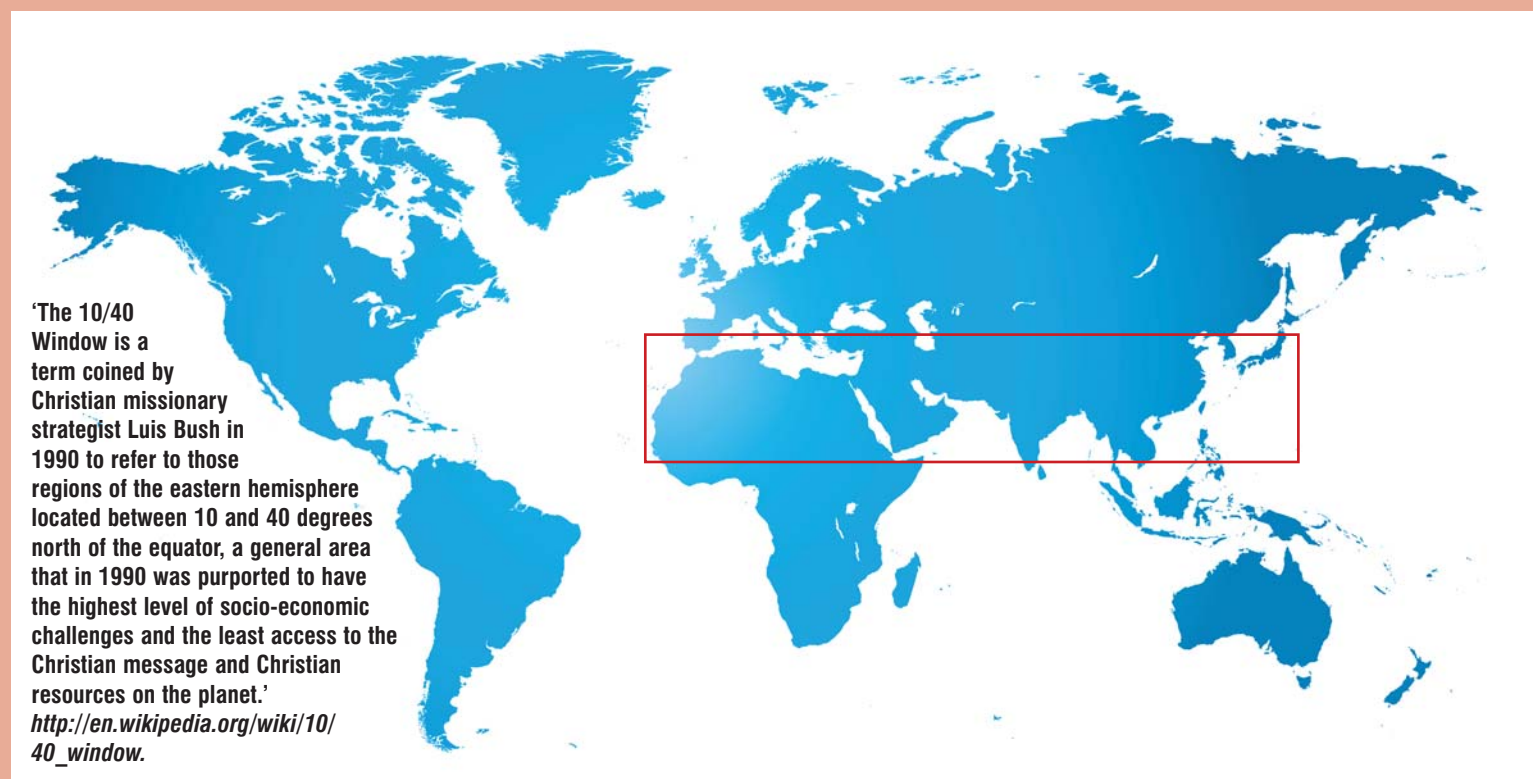 ‘The 10/40
Window is a
term coined by
Christian missionary
strategist Luis Bush in
1990 to refer to those
regions of the eastern hemisphere
located between 10 and 40 degrees
north of the equator, a general area
that in 1990 was purported to have
the highest level of socio-economic
challenges and the least access to the
Christian message and Christian
resources on the planet.’
http://en.wikipedia.org/wiki/10/
40_window.